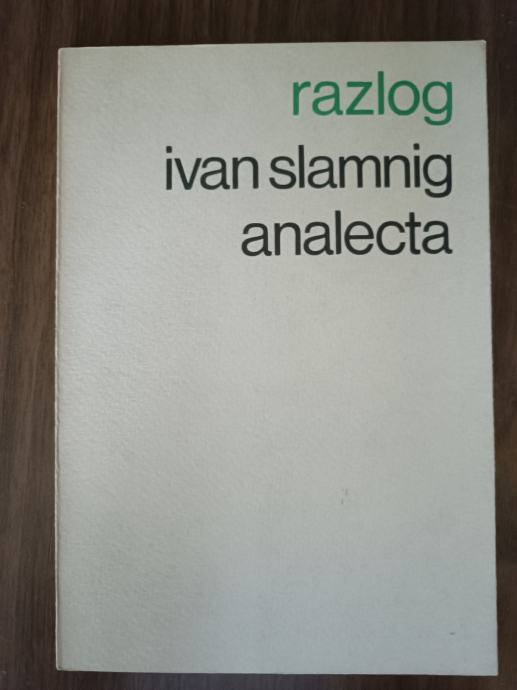 razlog
ivan slamnig
analecta